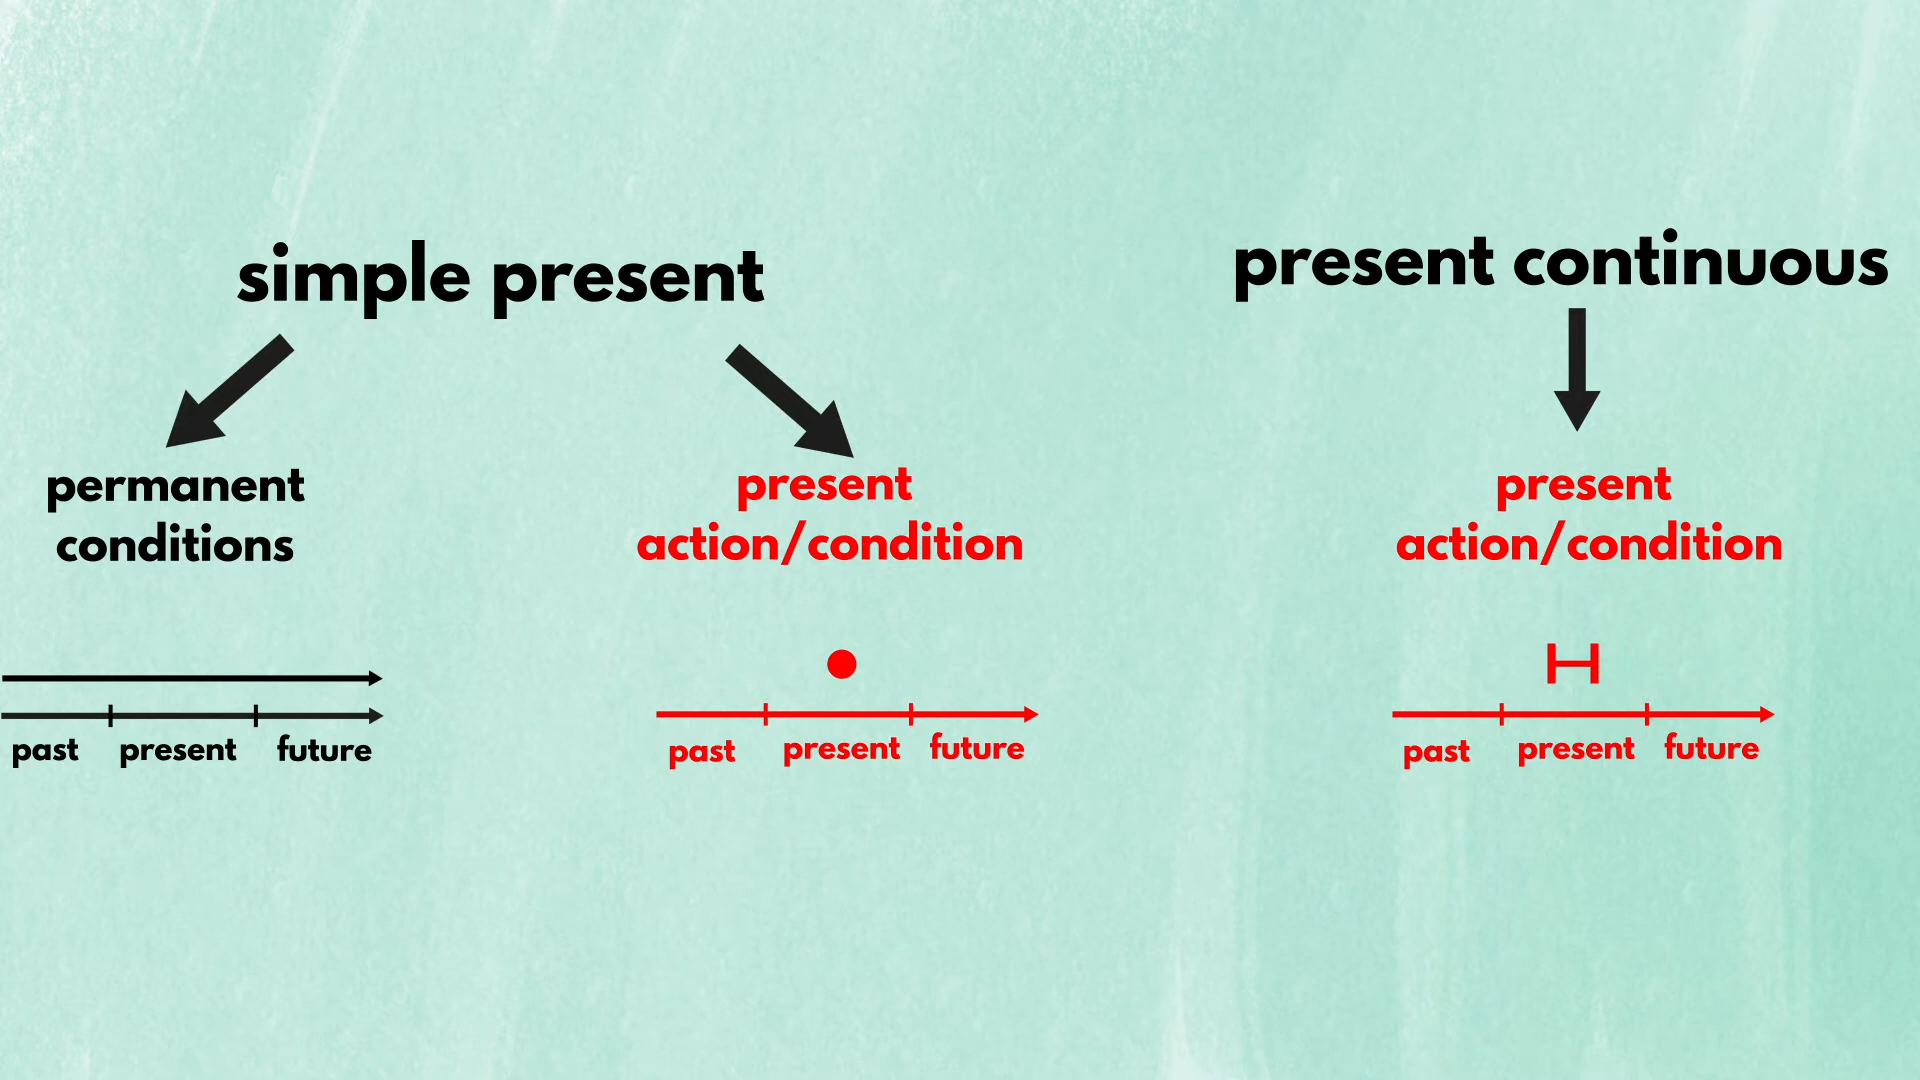 simple present
present continuous
permanent
conditions
present
action/condition
present
action/condition
past present future
past present future
past present future